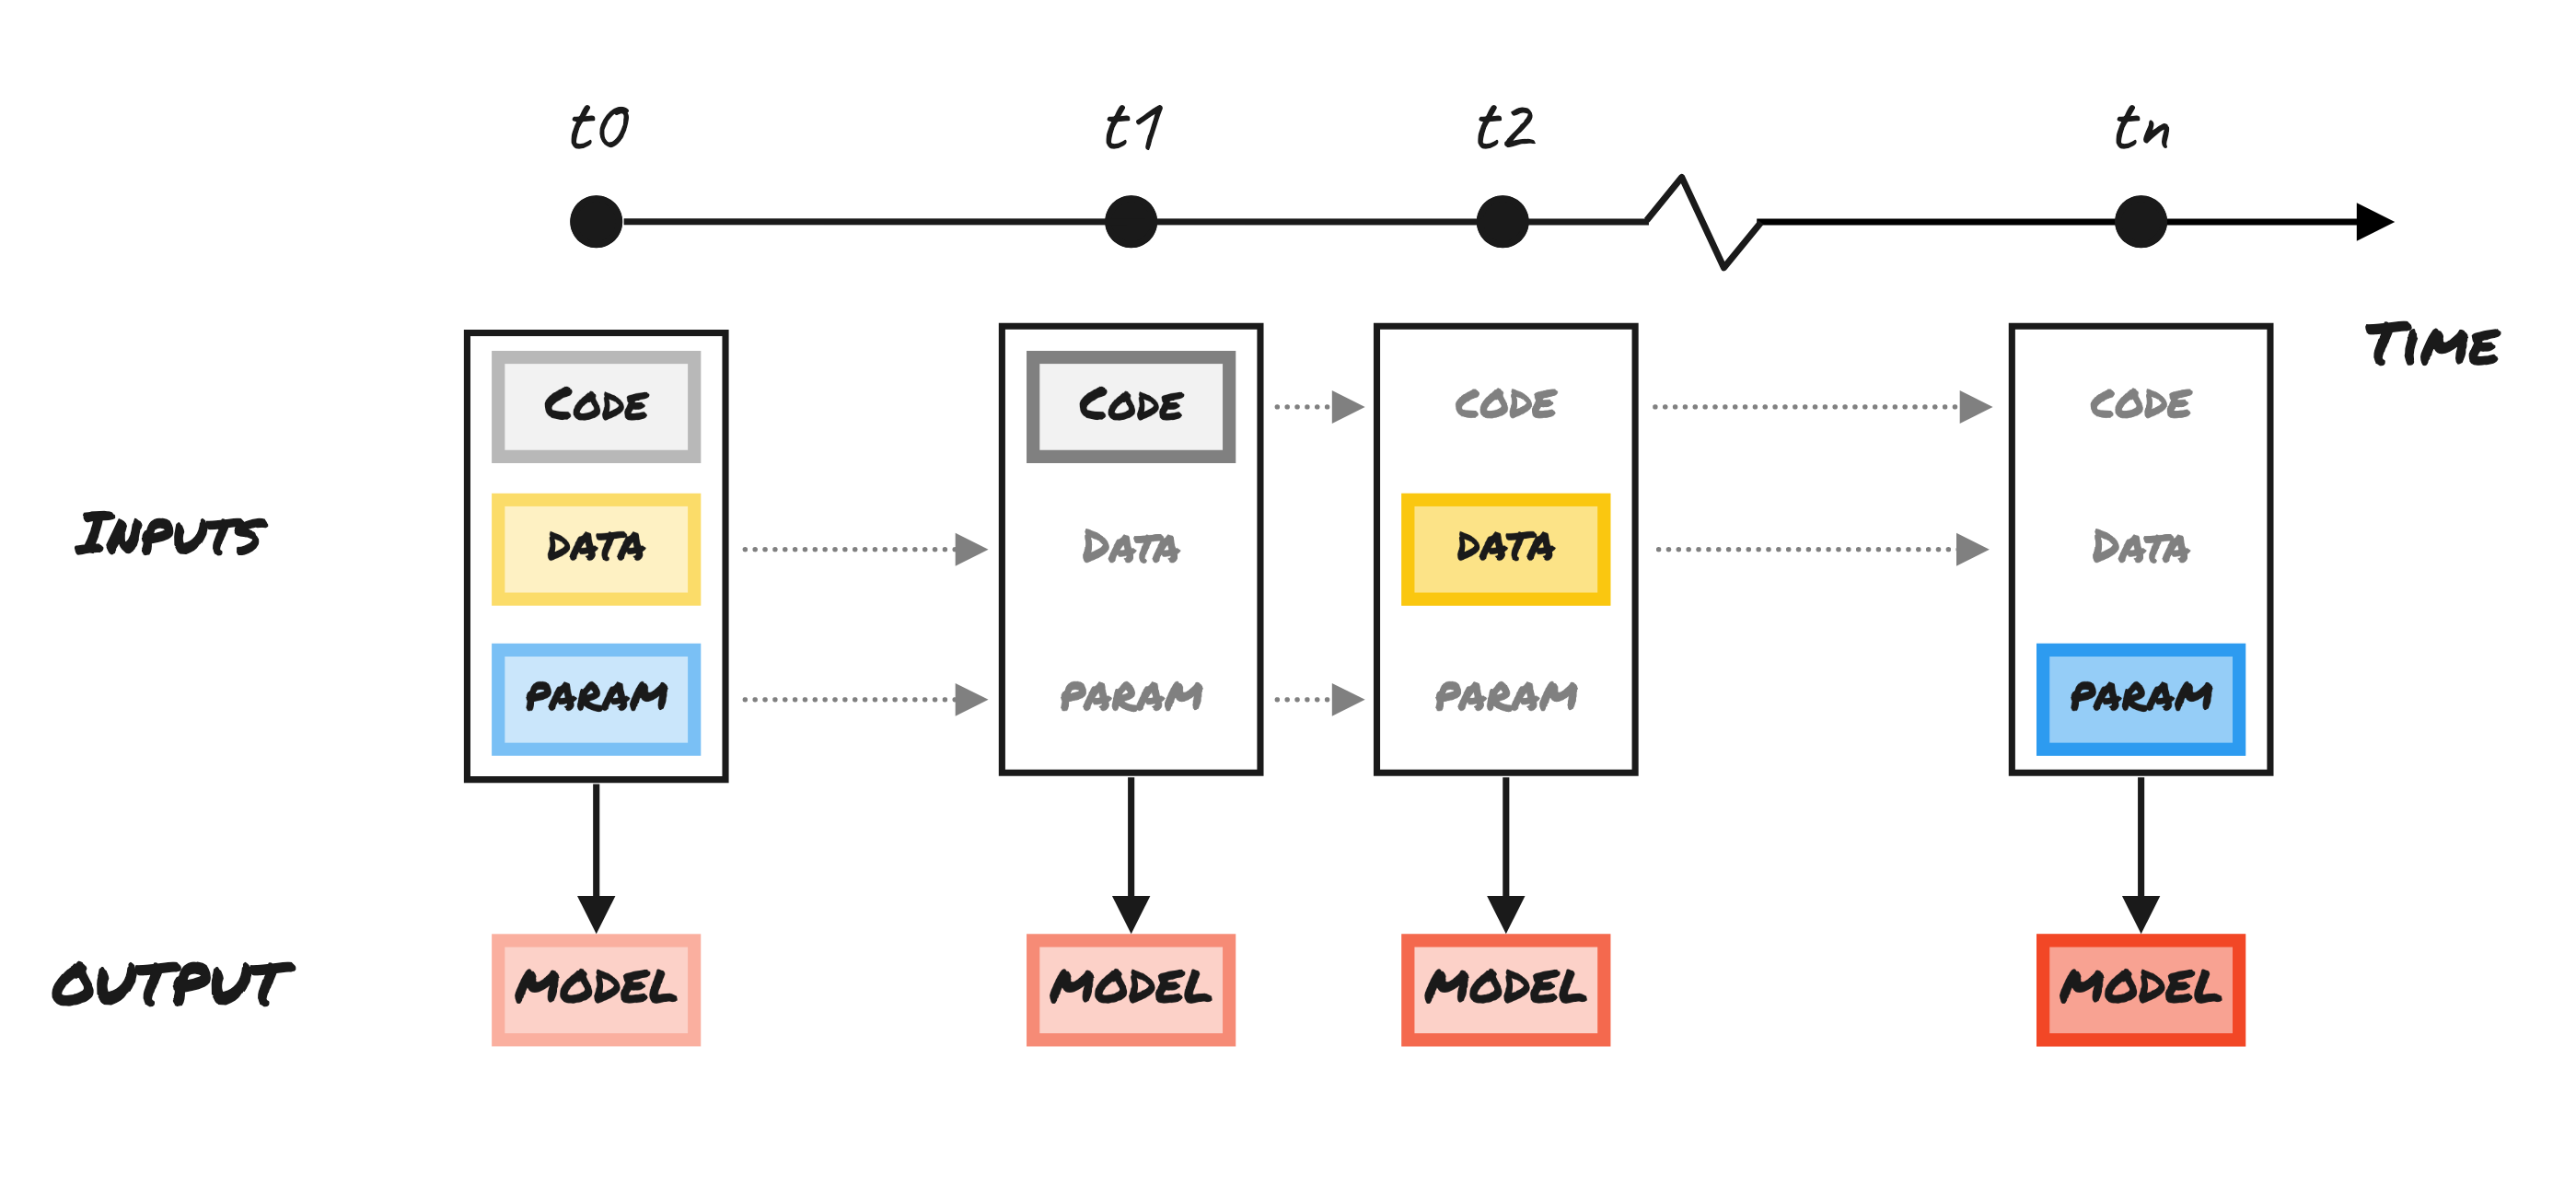 t0 t1 t2 tn
TIME
CODE CODE CODE CODE
INPUTS DATA DATA DATA DATA
PARAM PARAM PARAM PARAM
OUTPUT MODEL MODEL MODEL MODEL